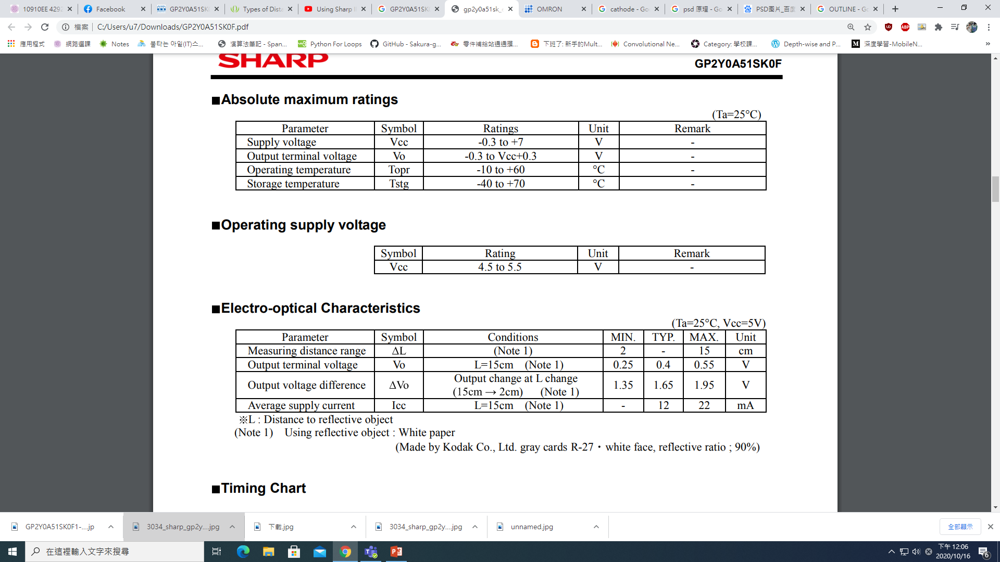 10910EE 429
Facebook
GP2Y0A51SK
Types of Dist
Using Sharp I
GP2Y0A51SK
gp2y0a51sk_
OMRON
cathode - Go
psd 原理 - Go
PSD图片_百度
OUTLINE - Go
檔案 C:/Users/u7/Downloads/GP2Y0A51SK0F.pdf
ABP
應用程式
網路選課
Notes
불타는 아일(IT)스...
演算法筆記 - Span...
Python For Loops
GitHub - Sakura-g...
零件補給站通通摸...
下班了: 新手的Mult...
Convolutional Ne...
Category: 學校課...
Depth-wise and P...
M 深度學習-MobileN...
»
SHARP
GP2Y0A51SK0F
■Absolute maximum ratings
(Ta=25°C)
Parameter Symbol Ratings Unit Remark
Supply voltage Vcc -0.3 to +7 V -
Output terminal voltage Vo -0.3 to Vcc+0.3 V -
Operating temperature Topr -10 to +60 °C -
Storage temperature Tstg -40 to +70 °C -
■Operating supply voltage
Symbol Rating Unit Remark
Vcc 4.5 to 5.5 V -
■Electro-optical Characteristics
(Ta=25°C, Vcc=5V)
Parameter Symbol Conditions MIN. TYP. MAX. Unit
Measuring distance range ΔL (Note 1) 2 - 15 cm
Output terminal voltage Vo L=15cm (Note 1) 0.25 0.4 0.55 V
Output voltage difference ΔVo Output change at L change
(15cm → 2cm) (Note 1) 1.35 1.65 1.95 V
Average supply current Icc L=15cm (Note 1) - 12 22 mA
※L : Distance to reflective object
(Note 1) Using reflective object : White paper
(Made by Kodak Co., Ltd. gray cards R-27・white face, reflective ratio ; 90%)
■Timing Chart
GP2Y0A51SK0F1-....jp
3034_sharp_gp2y....jpg
下載.jpg
3034_sharp_gp2y....jpg
unnamed.jpg
全部顯示
在這裡輸入文字來搜尋
下午 12:06
2020/10/16
6